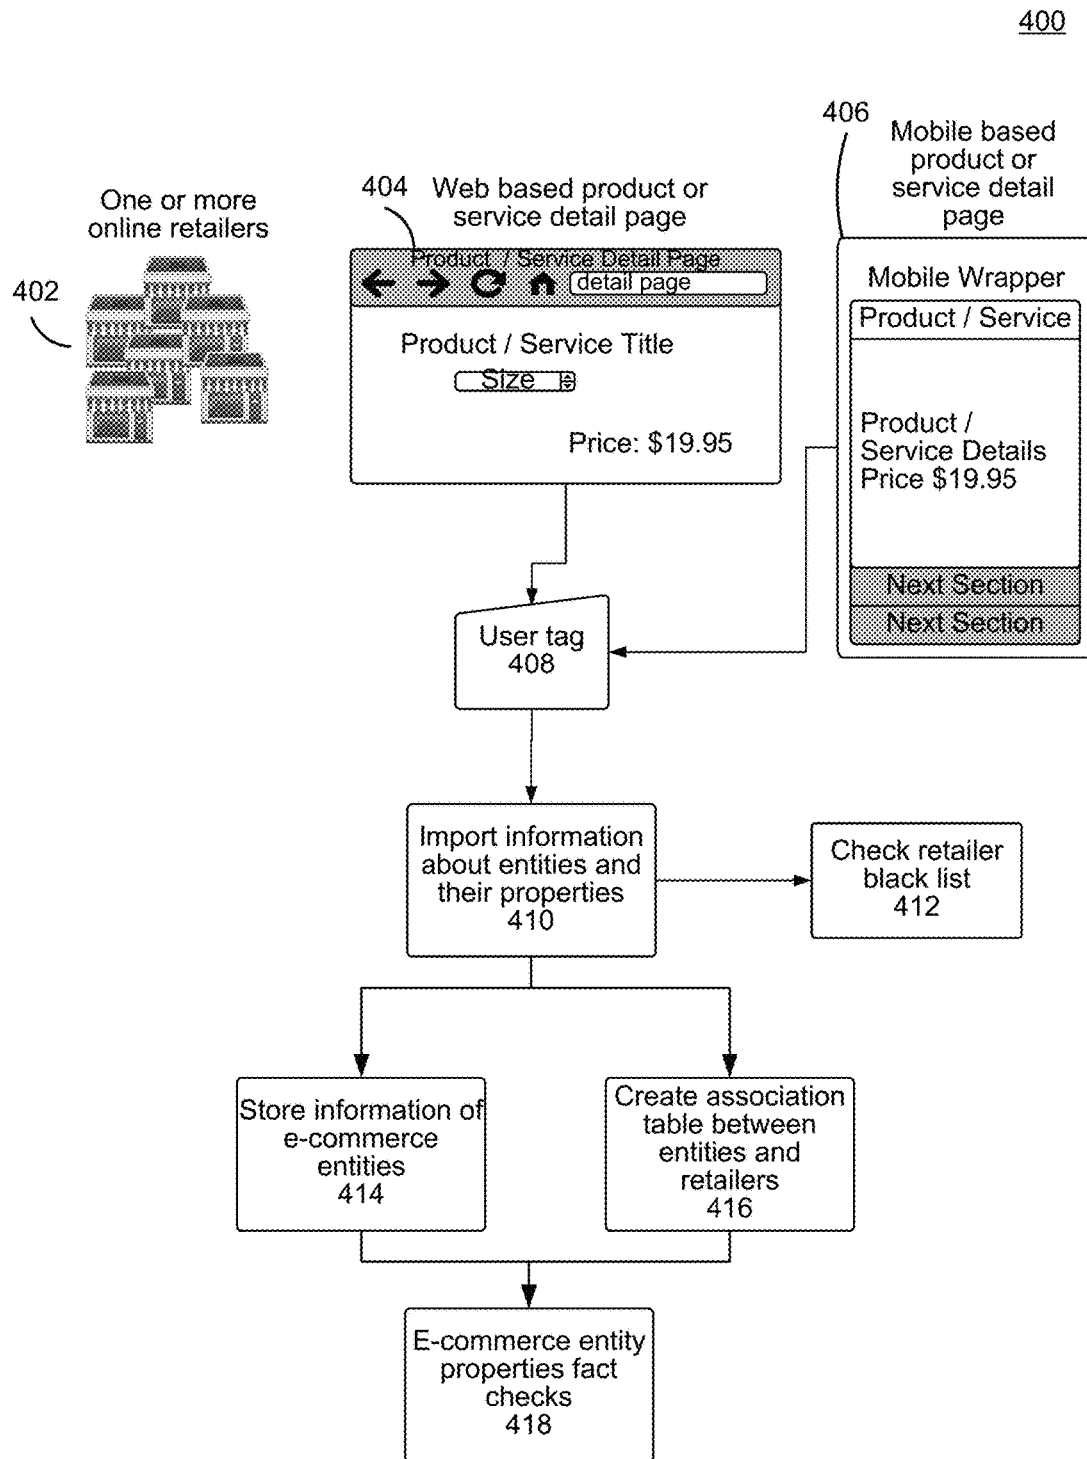 400
406
Mobile based
product or
service detail
page
404
Web based product or
service detail page
One or more
online retailers
402
Product / Service Detail Page
detail page
Product / Service Title
Size
Price: $19.95
Mobile Wrapper
Product / Service
Product /
Service Details
Price $19.95
Next Section
Next Section
User tag
408
Import information
about entities and
their properties
410
Check retailer
black list
412
Store information of
e-commerce
entities
414
Create association
table between
entities and
retailers
416
E-commerce entity
properties fact
checks
418